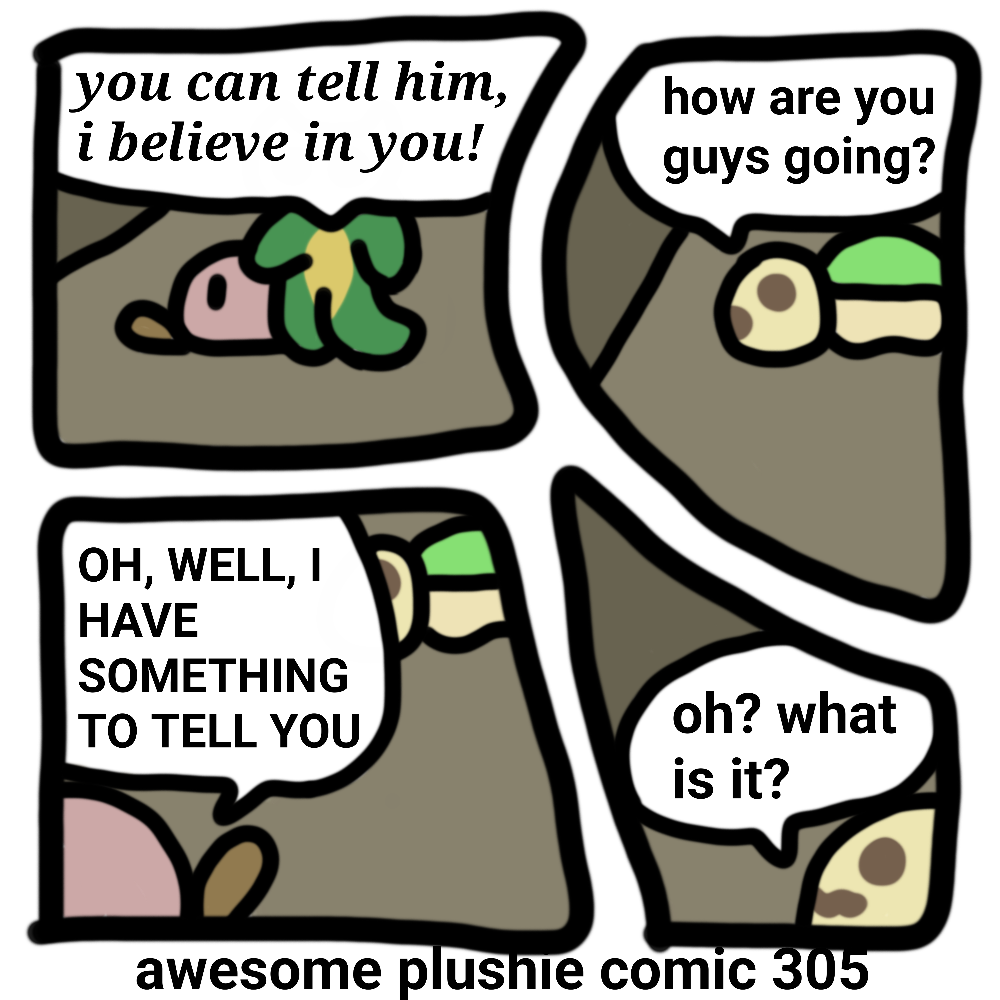 you can tell him,
i believe in you!
how are you
guys going?
OH, WELL, I
HAVE
SOMETHING
TO TELL YOU
oh? what
is it?
awesome plushie comic 305